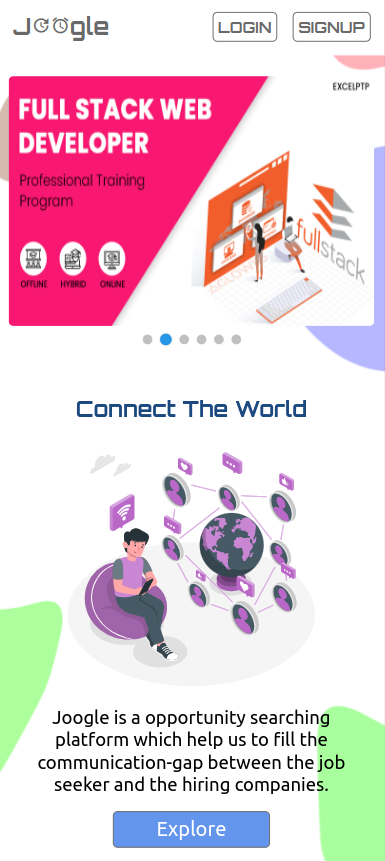 Joogle
LOGIN
SIGNUP
EXCELPTP
FULL STACK WEB
DEVELOPER
Professional Training
Program
OFFLINE
HYBRID
ONLINE
fullstack
Connect The World
Joogle is a opportunity searching
platform which help us to fill the
communication-gap between the job
seeker and the hiring companies.
Explore